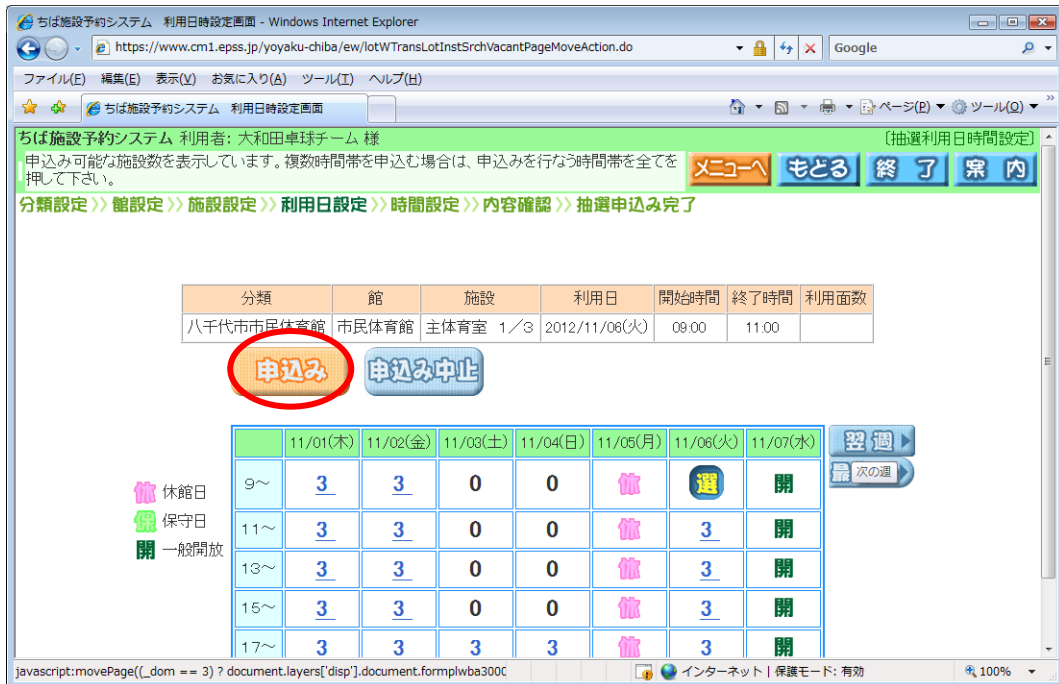 ちば施設予約システム 利用日時設定画面 - Windows Internet Explorer
https://www.cm1.epss.jp/yoyaku-chiba/ew/lotWTransLotInstSrchVacantPageMoveAction.do
Google
ファイル(F) 編集(E) 表示(V) お気に入り(A) ツール(T) ヘルプ(H)
ちば施設予約システム 利用日時設定画面
ページ(P) ツール(O)
ちば施設予約システム 利用者: 大和田卓球チーム 様 〔抽選利用日時間設定〕
申込み可能な施設数を表示しています。複数時間帯を申込む場合は、申込みを行なう時間帯を全てを
押して下さい。
メニューへ もどる 終 了 案 内
分類設定 》 館設定 》 施設設定 》 利用日設定 》 時間設定 》 内容確認 》 抽選申込み完了
分類 館 施設 利用日 開始時間 終了時間 利用面数
八千代市市民体育館 市民体育館 主体育室 1/3 2012/11/06(火) 09:00 11:00
申込み 申込み中止
11/01(木) 11/02(金) 11/03(土) 11/04(日) 11/05(月) 11/06(火) 11/07(水) 翌 週
最 次の週
9～ 3 3 0 0 休 選 開
休 休館日
保 保守日
開 一般開放
11～ 3 3 0 0 休 3 開
13～ 3 3 0 0 休 3 開
15～ 3 3 0 0 休 3 開
17～ 3 3 3 3 休 3 開
javascript:movePage((_dom == 3) ? document.layers['disp'].document.formplwba3000
インターネット | 保護モード: 有効 100%